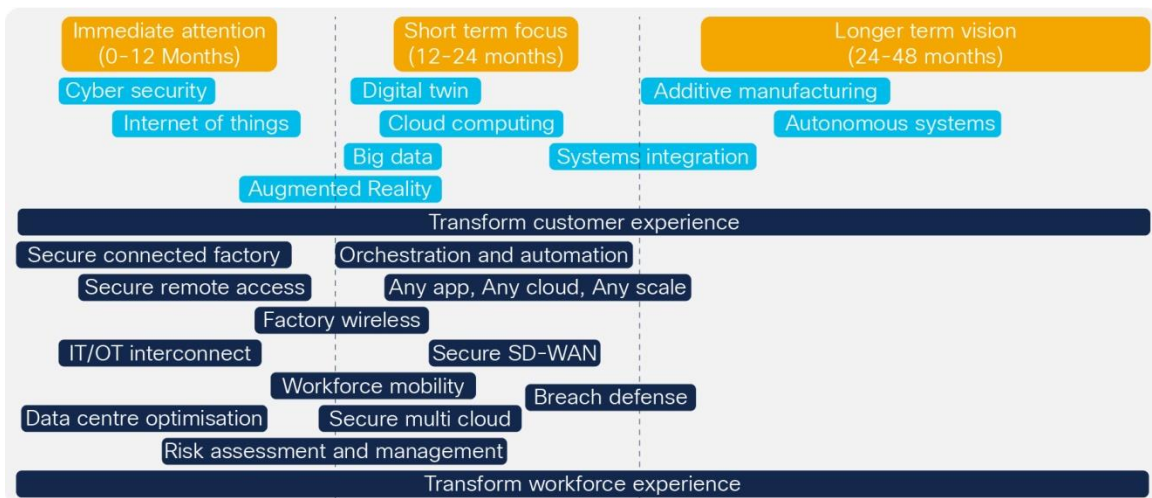 Immediate attention
(0-12 Months)
Short term focus
(12-24 months)
Longer term vision
(24-48 months)
Cyber security
Digital twin
Additive manufacturing
Internet of things
Cloud computing
Autonomous systems
Big data
Systems integration
Augmented Reality
Transform customer experience
Secure connected factory
Orchestration and automation
Secure remote access
Any app, Any cloud, Any scale
Factory wireless
IT/OT interconnect
Secure SD-WAN
Workforce mobility
Breach defense
Data centre optimisation
Secure multi cloud
Risk assessment and management
Transform workforce experience